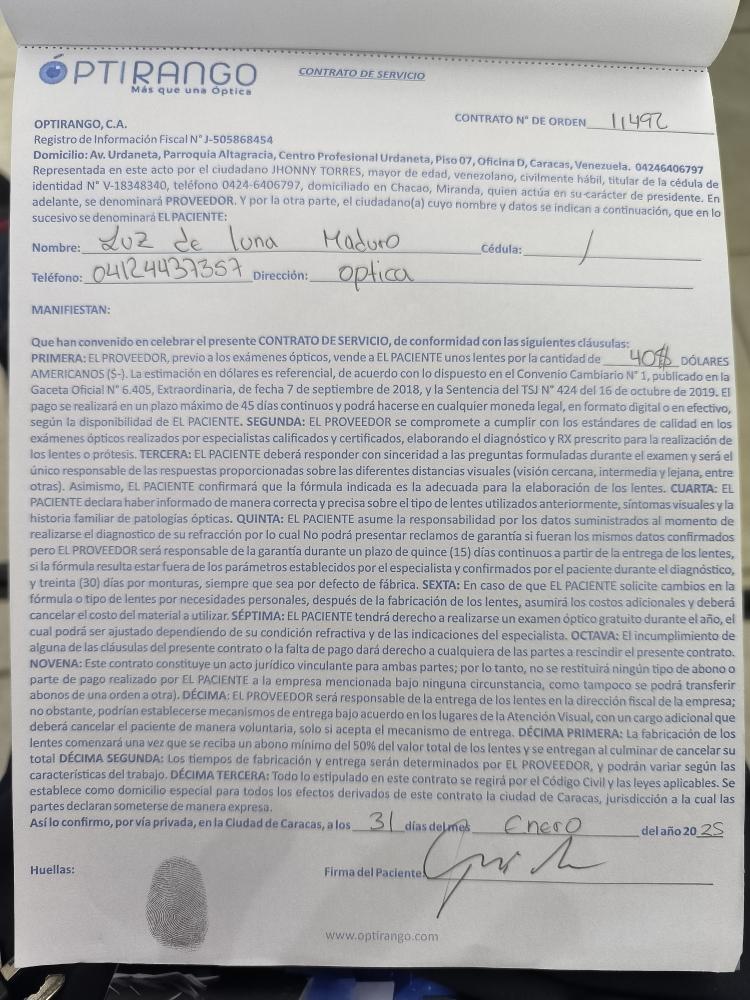 ÓPTIRANGO
Más que una Óptica
CONTRATO DE SERVICIO
CONTRATO N° DE ORDEN 11492
OPTIRANGO, C.A.
Registro de Información Fiscal N° J-505868454
Domicilio: Av. Urdaneta, Parroquia Altagracia, Centro Profesional Urdaneta, Piso 07, Oficina D, Caracas, Venezuela. 04246406797
Representada en este acto por el ciudadano JHONNY TORRES, mayor de edad, venezolano, civilmente hábil, titular de la cédula de
identidad N° V-18348340, teléfono 0424-6406797, domiciliado en Chacao, Miranda, quien actúa en su carácter de presidente. En
adelante, se denominará PROVEEDOR. Y por la otra parte, el ciudadano(a) cuyo nombre y datos se indican a continuación, que en lo
sucesivo se denominará EL PACIENTE:
Nombre: Luz de luna Maduro Cédula: /
Teléfono: 04124437357 Dirección: optica
MANIFIESTAN:
Que han convenido en celebrar el presente CONTRATO DE SERVICIO, de conformidad con las siguientes cláusulas:
PRIMERA: EL PROVEEDOR, previo a los exámenes ópticos, vende a EL PACIENTE unos lentes por la cantidad de 40$ DÓLARES
AMERICANOS ($-). La estimación en dólares es referencial, de acuerdo con lo dispuesto en el Convenio Cambiario N° 1, publicado en la
Gaceta Oficial N° 6.405, Extraordinaria, de fecha 7 de septiembre de 2018, y la Sentencia del TSJ N° 424 del 16 de octubre de 2019. El
pago se realizará en un plazo máximo de 45 días continuos y podrá hacerse en cualquier moneda legal, en formato digital o en efectivo,
según la disponibilidad de EL PACIENTE. SEGUNDA: EL PROVEEDOR se compromete a cumplir con los estándares de calidad en los
exámenes ópticos realizados por especialistas calificados y certificados, elaborando el diagnóstico y RX prescrito para la realización de
los lentes o prótesis. TERCERA: EL PACIENTE deberá responder con sinceridad a las preguntas formuladas durante el examen y será el
único responsable de las respuestas proporcionadas sobre las diferentes distancias visuales (visión cercana, intermedia y lejana, entre
otras). Asimismo, EL PACIENTE confirmará que la fórmula indicada es la adecuada para la elaboración de los lentes. CUARTA: EL
PACIENTE declara haber informado de manera correcta y precisa sobre el tipo de lentes utilizados anteriormente, síntomas visuales y la
historia familiar de patologías ópticas. QUINTA: EL PACIENTE asume la responsabilidad por los datos suministrados al momento de
realizarse el diagnostico de su refracción por lo cual No podrá presentar reclamos de garantía si fueran los mismos datos confirmados
pero EL PROVEEDOR será responsable de la garantía durante un plazo de quince (15) días continuos a partir de la entrega de los lentes,
si la fórmula resulta estar fuera de los parámetros establecidos por el especialista y confirmados por el paciente durante el diagnóstico,
y treinta (30) días por monturas, siempre que sea por defecto de fábrica. SEXTA: En caso de que EL PACIENTE solicite cambios en la
fórmula o tipo de lentes por necesidades personales, después de la fabricación de los lentes, asumirá los costos adicionales y deberá
cancelar el costo del material a utilizar. SÉPTIMA: EL PACIENTE tendrá derecho a realizarse un examen óptico gratuito durante el año, el
cual podrá ser ajustado dependiendo de su condición refractiva y de las indicaciones del especialista. OCTAVA: El incumplimiento de
alguna de las cláusulas del presente contrato o la falta de pago dará derecho a cualquiera de las partes a rescindir el presente contrato.
NOVENA: Este contrato constituye un acto jurídico vinculante para ambas partes; por lo tanto, no se restituirá ningún tipo de abono o
parte de pago realizado por EL PACIENTE a la empresa mencionada bajo ninguna circunstancia, como tampoco se podrá transferir
abonos de una orden a otra). DÉCIMA: EL PROVEEDOR será responsable de la entrega de los lentes en la dirección fiscal de la empresa;
no obstante, podrían establecerse mecanismos de entrega bajo acuerdo en los lugares de la Atención Visual, con un cargo adicional que
deberá cancelar el paciente de manera voluntaria, solo si acepta el mecanismo de entrega. DÉCIMA PRIMERA: La fabricación de los
lentes comenzará una vez que se reciba un abono mínimo del 50% del valor total de los lentes y se entregan al culminar de cancelar su
total DÉCIMA SEGUNDA: Los tiempos de fabricación y entrega serán determinados por EL PROVEEDOR, y podrán variar según las
características del trabajo. DÉCIMA TERCERA: Todo lo estipulado en este contrato se regirá por el Código Civil y las leyes aplicables. Se
establece como domicilio especial para todos los efectos derivados de este contrato la ciudad de Caracas, jurisdicción a la cual las
partes declaran someterse de manera expresa.
Así lo confirmo, por vía privada, en la Ciudad de Caracas, a los 31 días del mes Enero del año 2025
Huellas:
Firma del Paciente:
www.optirango.com